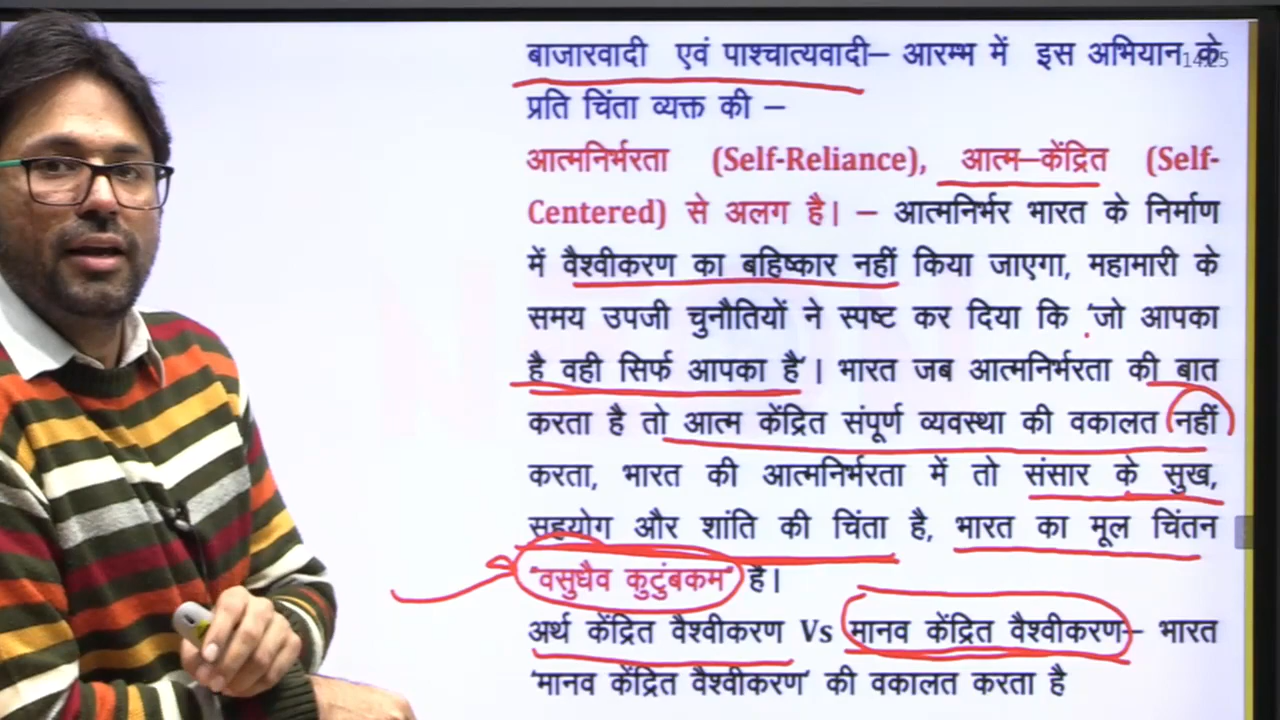 बाजारवादी एवं पाश्चात्यवादी– आरम्भ में इस अभियान के
प्रति चिंता व्यक्त की –
आत्मनिर्भरता (Self-Reliance), आत्म–केंद्रित (Self-
Centered) से अलग है। – आत्मनिर्भर भारत के निर्माण
में वैश्वीकरण का बहिष्कार नहीं किया जाएगा, महामारी के
समय उपजी चुनौतियों ने स्पष्ट कर दिया कि 'जो आपका
है वही सिर्फ आपका है'। भारत जब आत्मनिर्भरता की बात
करता है तो आत्म केंद्रित संपूर्ण व्यवस्था की वकालत नहीं
करता, भारत की आत्मनिर्भरता में तो संसार के सुख,
सहयोग और शांति की चिंता है, भारत का मूल चिंतन
"वसुधैव कुटुंबकम" है।
अर्थ केंद्रित वैश्वीकरण Vs मानव केंद्रित वैश्वीकरण– भारत
'मानव केंद्रित वैश्वीकरण' की वकालत करता है